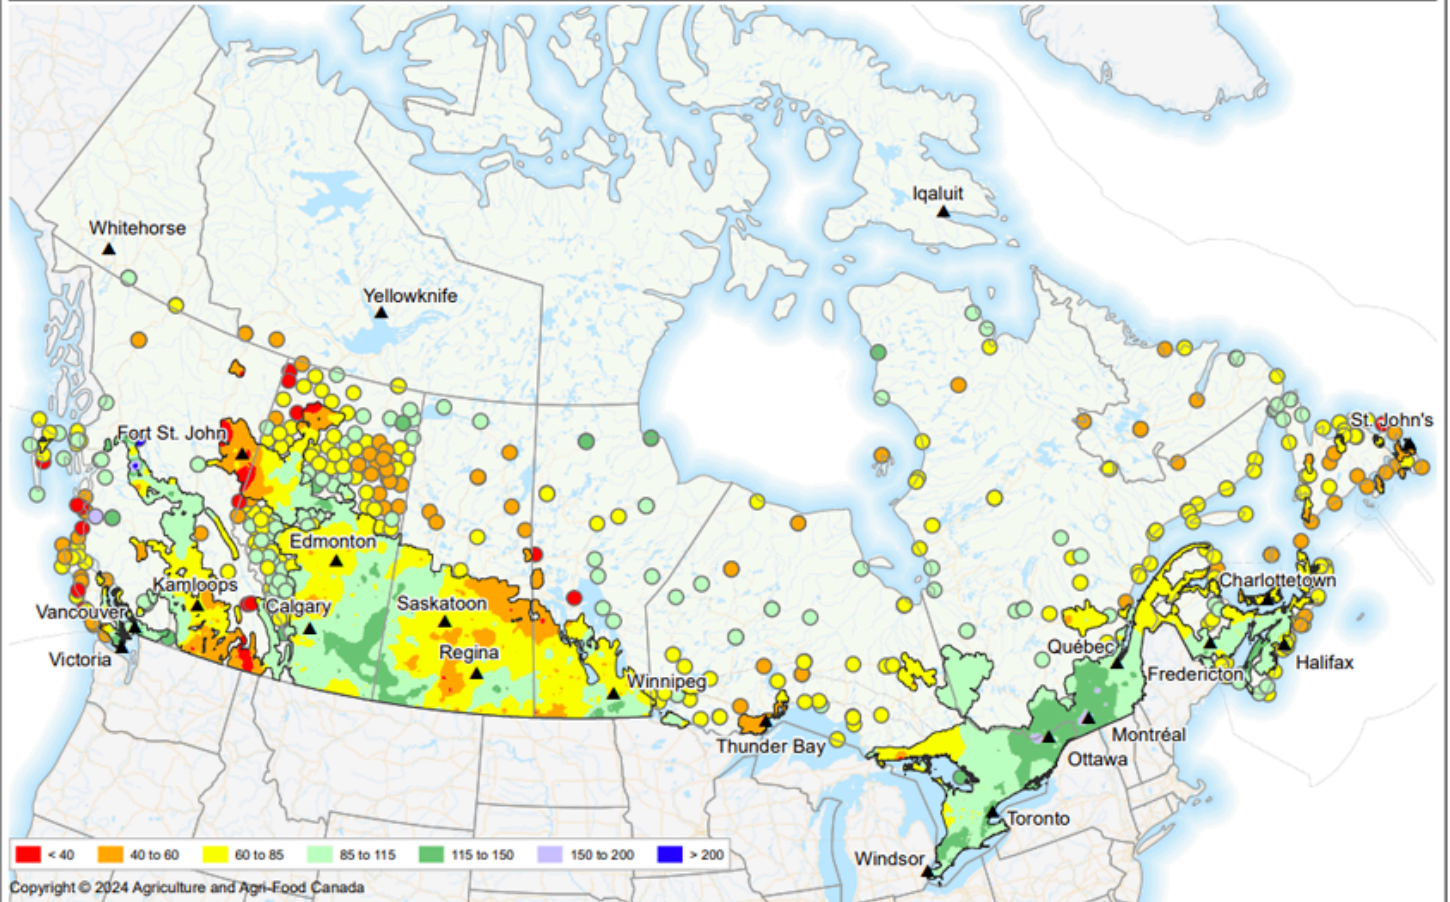 Iqaluit
Whitehorse
Yellowknife
St. John's
Fort St. John
Edmonton
Charlottetown
Kamloops
Calgary
Saskatoon
Vancouver
Québec
Regina
Victoria
Halifax
Fredericton
Winnipeg
Montréal
Thunder Bay
Ottawa
Toronto
Windsor
< 40 40 to 60 60 to 85 85 to 115 115 to 150 150 to 200 > 200
Copyright © 2024 Agriculture and Agri-Food Canada